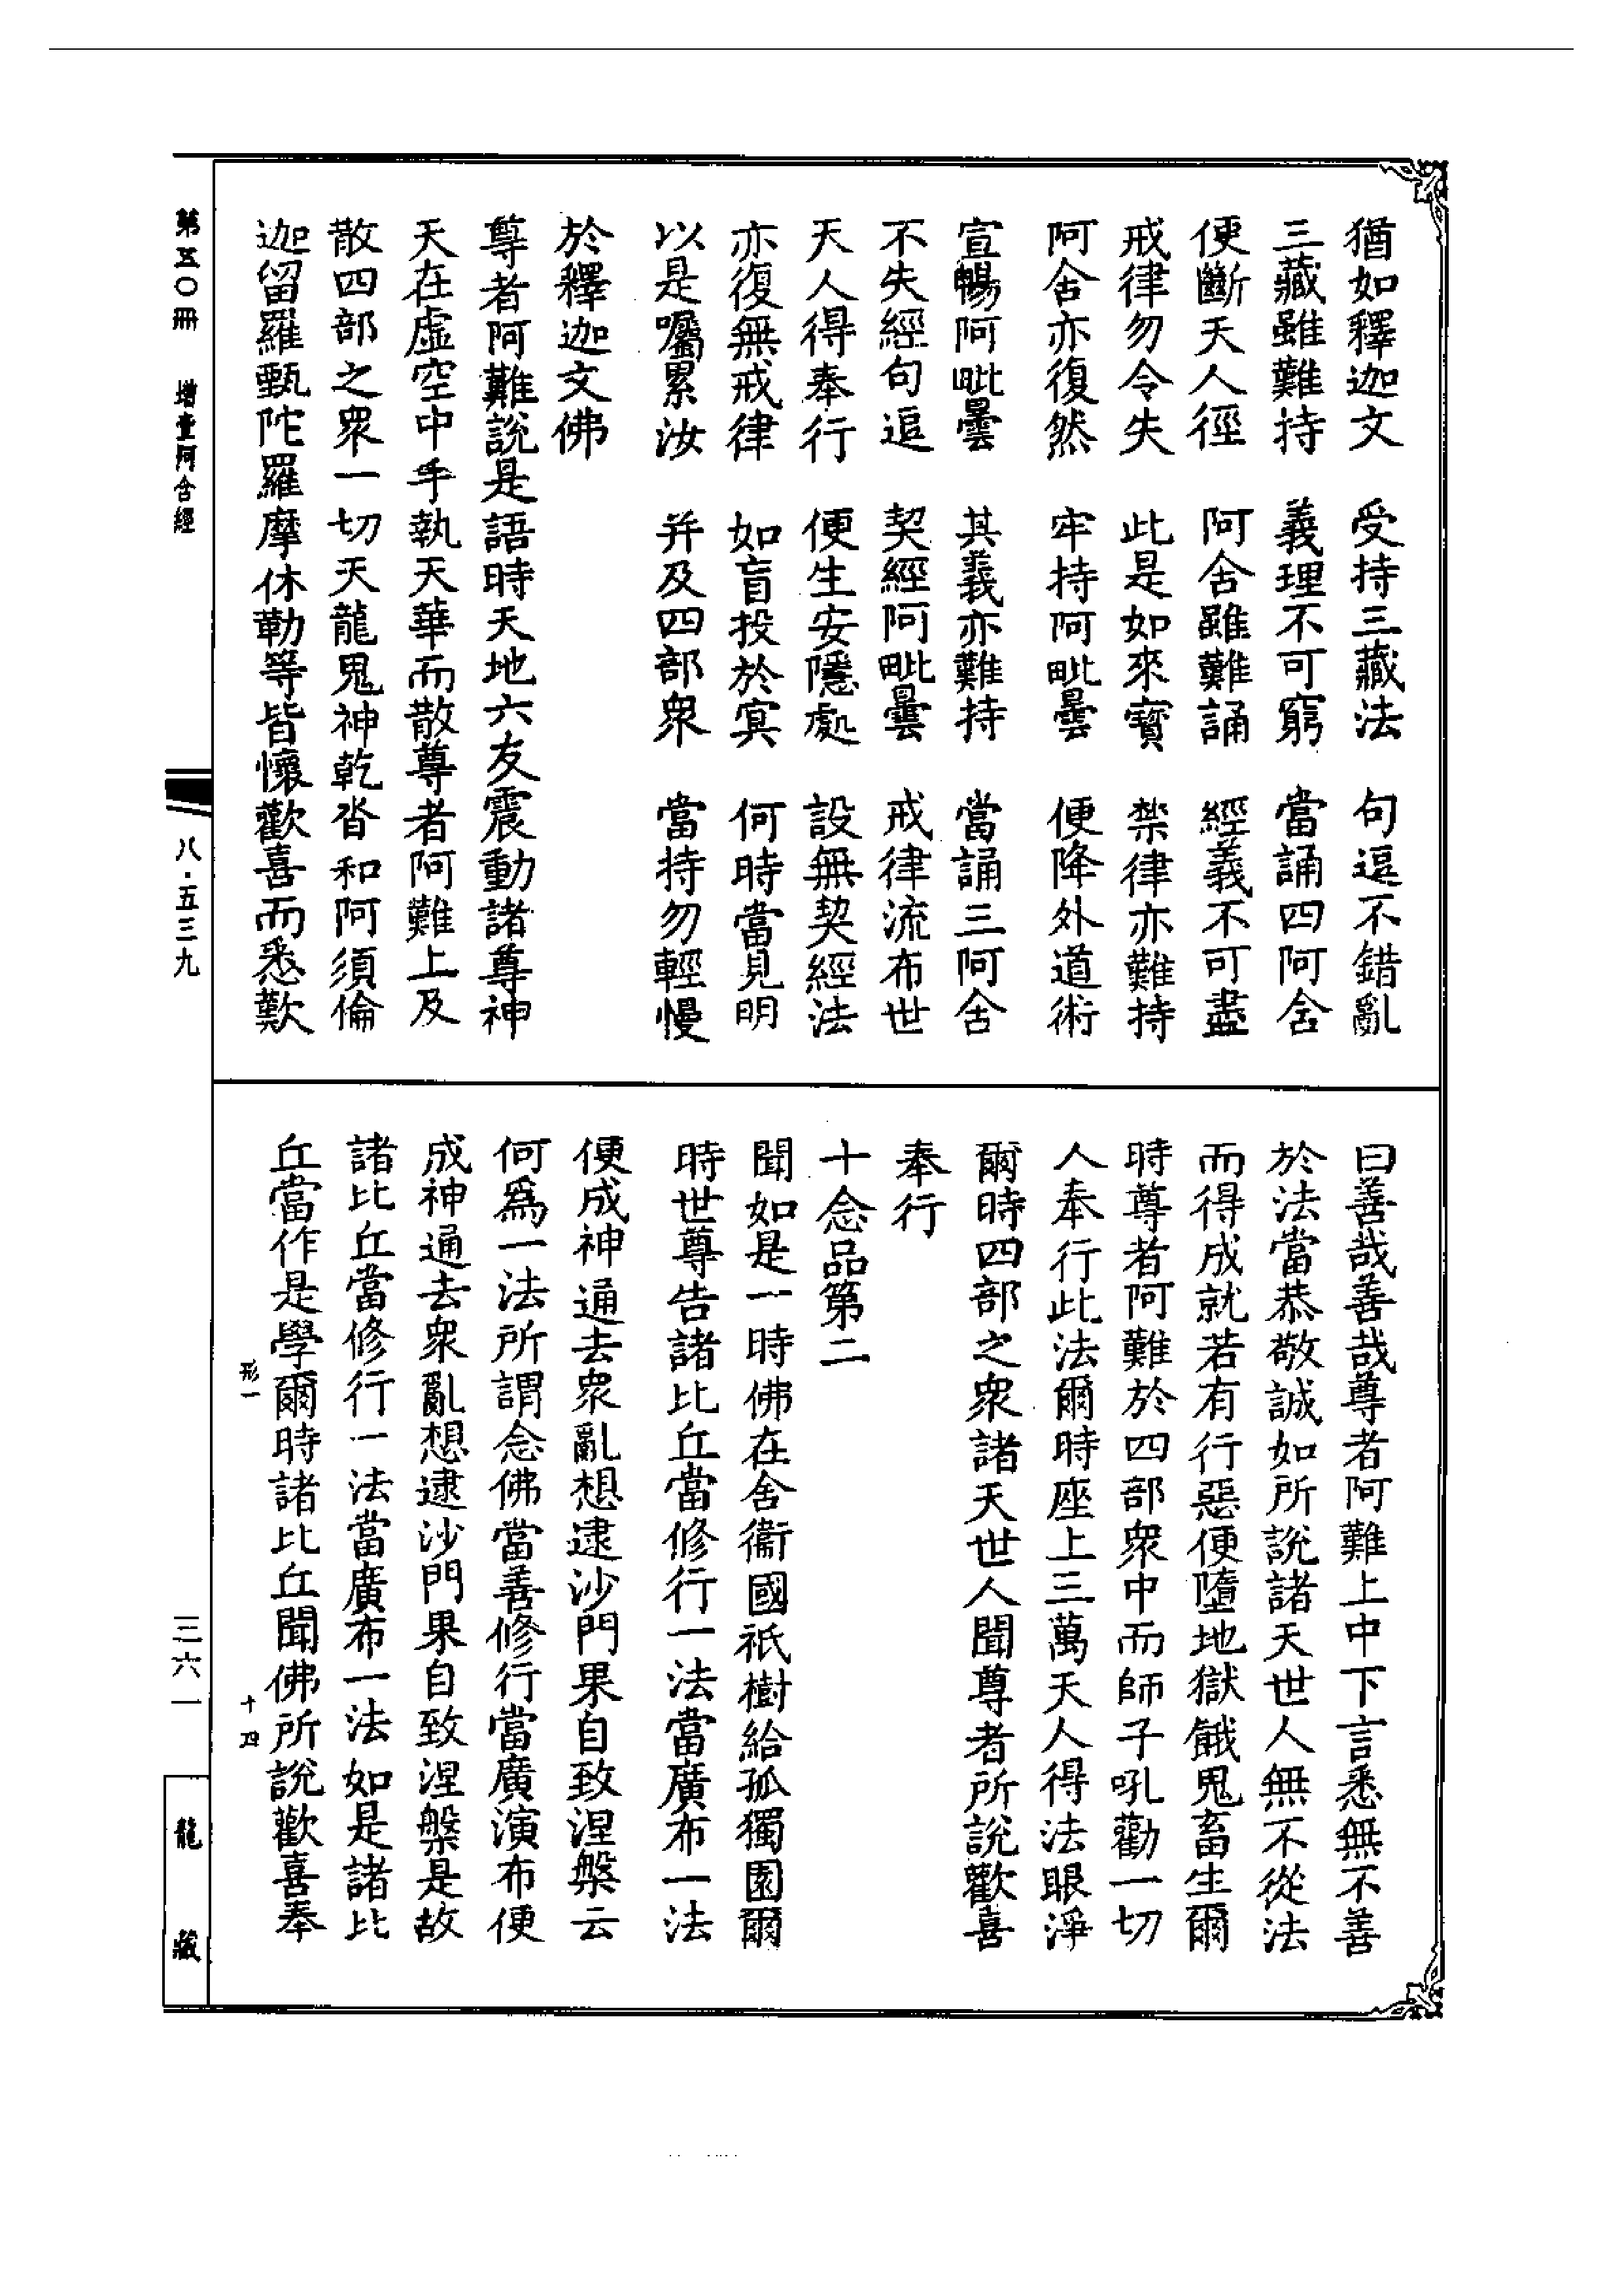 猶如釋迦文　受持三藏法　句逗不錯亂
三藏雖難持　義理不可窮　當誦四阿含
便斷天人徑　阿含雖難誦　經義不可盡
戒律勿令失　此是如來寶　禁律亦難持
阿含亦復然　牢持阿毗曇　便降外道術
宣暢阿毗曇　其義亦難持　當誦三阿含
不失經句逗　契經阿毗曇　戒律流布世
天人得奉行　便生安隱處　設無契經法
亦復無戒律　如盲投於㝠　何時當見明
以是囑累汝　并及四部衆　當持勿輕慢
於釋迦文佛
尊者阿難說是語時天地六反震動諸尊神
天在虛空中手執天華而散尊者阿難上及
散四部之衆一切天龍鬼神乾沓和阿須倫
迦留羅甄陀羅摩休勒等皆懷歡喜而悉歎
曰善哉善哉尊者阿難上中下言悉無不善
於法當恭敬誠如所說諸天世人無不從法
而得成就若有行惡便墮地獄餓鬼畜生爾
時尊者阿難於四部衆中而師子吼勸一切
人奉行此法爾時座上三萬天人得法眼淨
爾時四部之衆諸天世人聞尊者所說歡喜
奉行
十念品第二
聞如是一時佛在舍衞國祇樹給孤獨園爾
時世尊告諸比丘當修行一法當廣布一法
便成神通去衆亂想逮沙門果自致涅槃云
何爲一法所謂念佛當善修行當廣演布便
成神通去衆亂想逮沙門果自致涅槃是故
諸比丘當修行一法當廣布一法如是諸比
丘當作是學爾時諸比丘聞佛所說歡喜奉
形一　十四
第五〇冊　增壹阿含經
八·五三九
三六一
龍藏